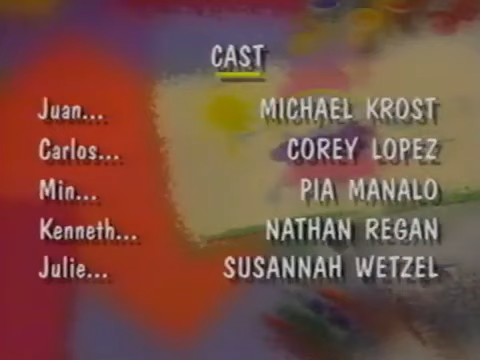 CAST
Juan... MICHAEL KROST
Carlos... COREY LOPEZ
Min... PIA MANALO
Kenneth... NATHAN REGAN
Julie... SUSANNAH WETZEL